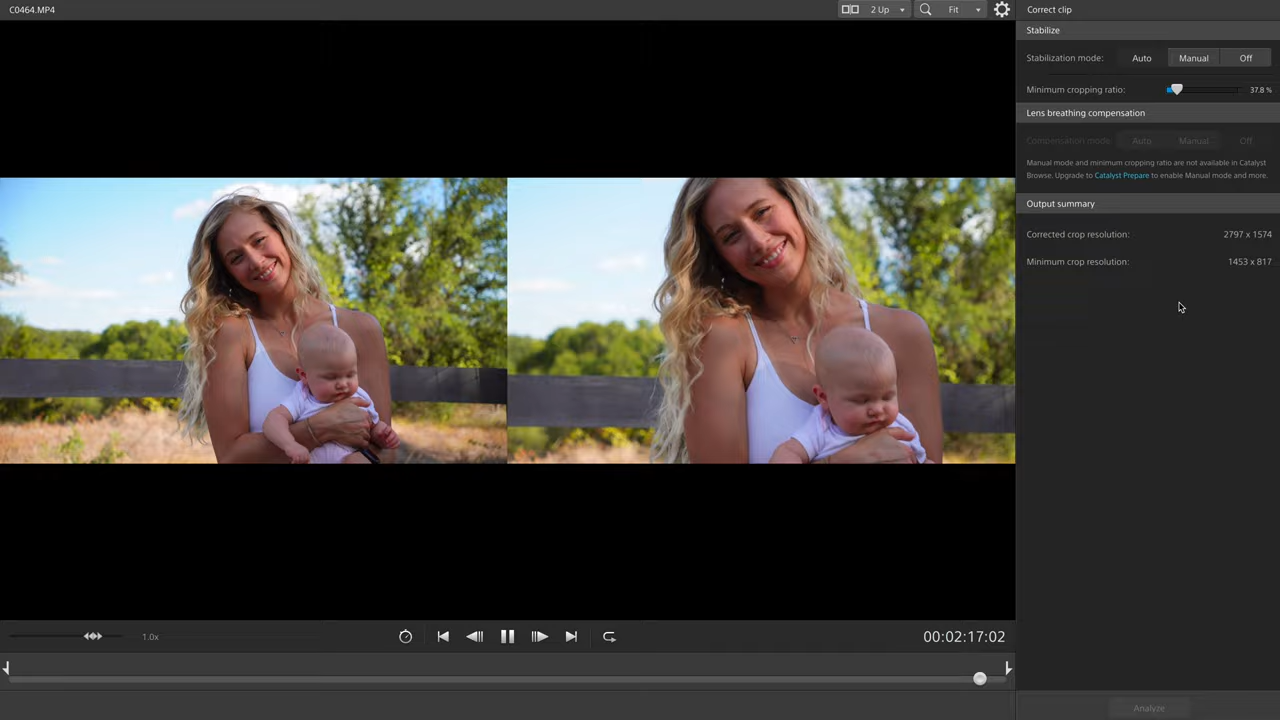 C0464.MP4
2 Up
Fit
Correct clip
Stabilize
Stabilization mode: Auto Manual Off
Minimum cropping ratio: 37.8 %
Lens breathing compensation
Compensation mode: Auto Manual Off
Manual mode and minimum cropping ratio are not available in Catalyst
Browse. Upgrade to Catalyst Prepare to enable Manual mode and more.
Output summary
Corrected crop resolution: 2797 x 1574
Minimum crop resolution: 1453 x 817
1.0x
00:02:17:02
Analyze